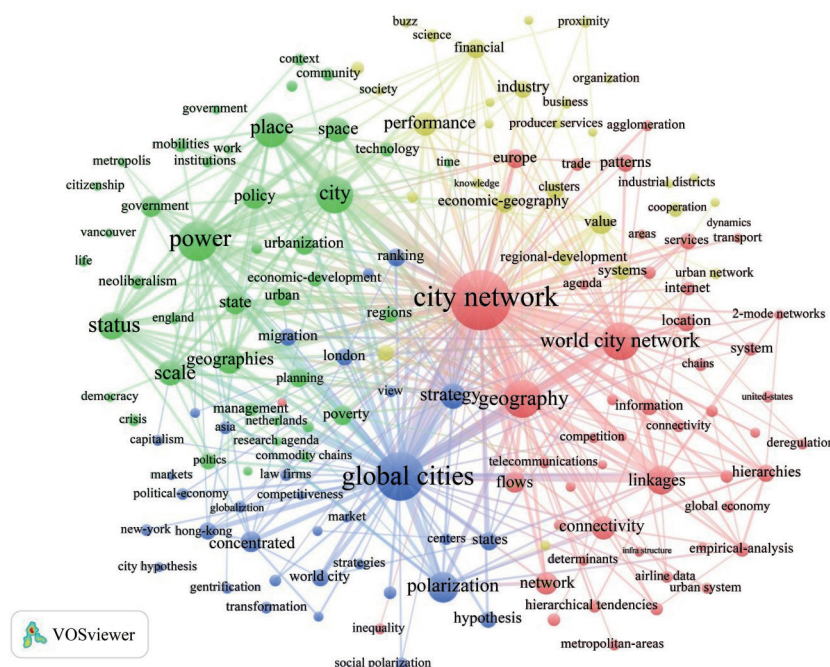 buzz
proximity
science
financial
context
community
industry
organization
society
business
government
place
space
performance
producer services
agglomeration
mobilities
work
technology
institutions
time
europe
trade
patterns
metropolis
citizenship
policy
city
knowledge
clusters
industrial districts
economic-geography
government
cooperation
value
dynamics
vancouver
power
urbanization
areas
services
transport
life
ranking
regional-development
systems
urban network
neoliberalism
economic-development
agenda
internet
state
urban
city network
status
england
regions
location
2-mode networks
migration
world city network
system
scale
geographies
london
chains
planning
view
strategy
geography
democracy
management
information
united-states
crisis
netherlands
poverty
asia
competition
connectivity
capitalism
research agenda
deregulation
poltics
commodity chains
telecommunications
markets
law firms
global cities
flows
linkages
hierarchies
political-economy
competitiveness
globaliztion
global economy
new-york
hong-kong
market
connectivity
concentrated
centers
states
infra structure
empirical-analysis
city hypothesis
strategies
determinants
world city
airline data
gentrification
polarization
network
urban system
transformation
hypothesis
hierarchical tendencies
inequality
metropolitan-areas
social polarization
VOSviewer